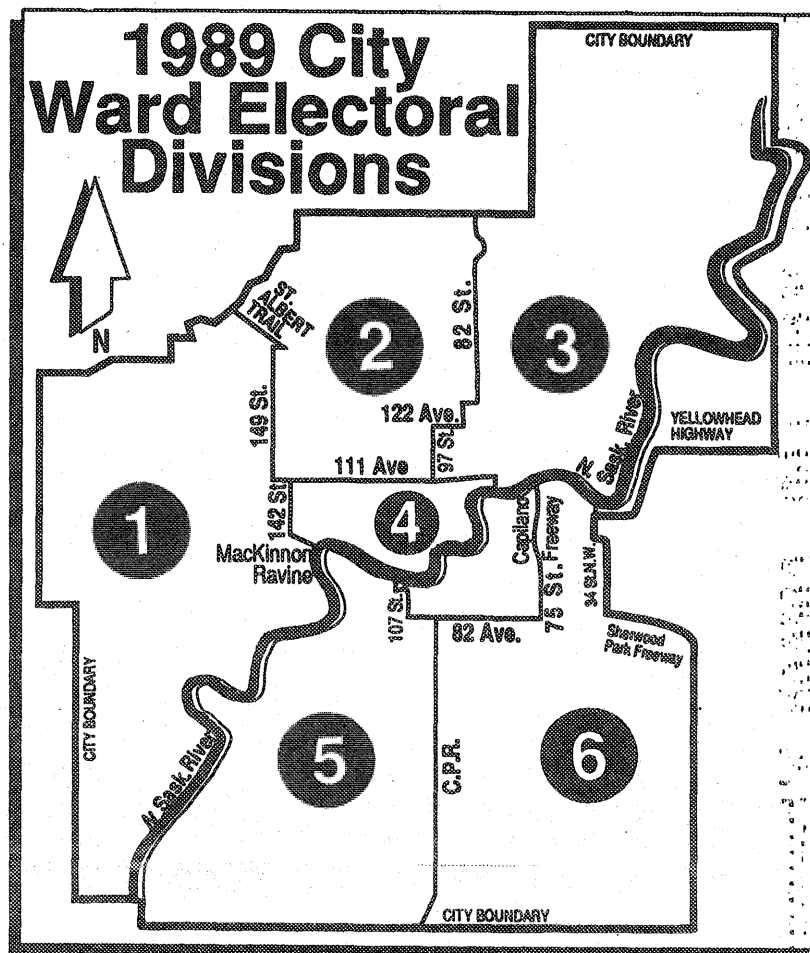 1989 City
Ward Electoral
Divisions
CITY BOUNDARY
N
ST.
ALBERT
TRAIL
2
82 St.
3
149 St.
122 Ave.
97 St.
YELLOWHEAD
HIGHWAY
N. Sask. River
111 Ave
1
142 St.
4
MacKinnon
Ravine
Capilano
Freeway
75 St.
34 St.N.W.
107 St.
82 Ave.
Sherwood
Park Freeway
CITY BOUNDARY
N. Sask. River
5
C.P.R.
6
CITY BOUNDARY